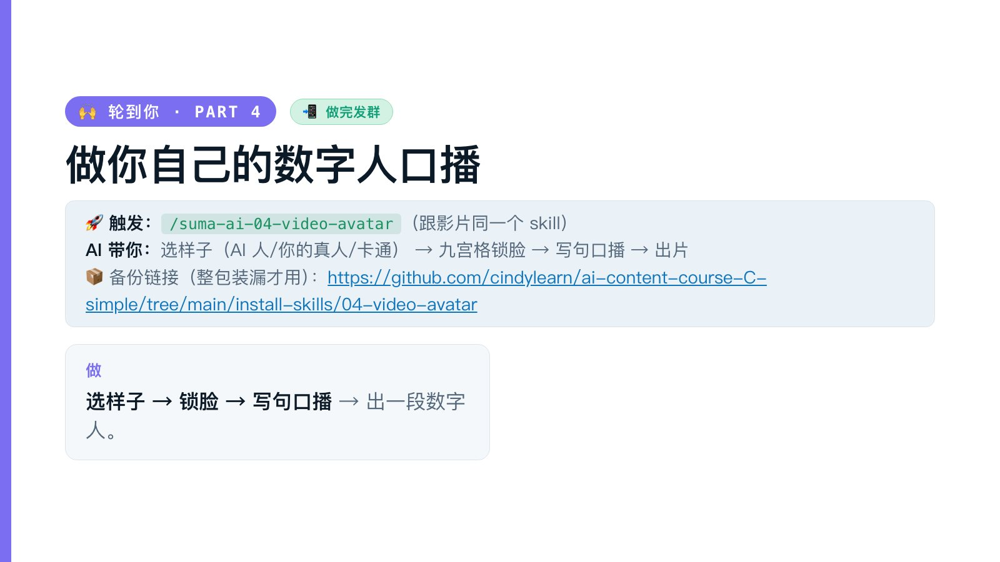 🙌 轮到你 · PART 4
📲 做完发群
做你自己的数字人口播
🚀 触发：/suma-ai-04-video-avatar（跟影片同一个 skill）
AI 带你：选样子（AI 人/你的真人/卡通） → 九宫格锁脸 → 写句口播 → 出片
📦 备份链接（整包装漏才用）：https://github.com/cindylearn/ai-content-course-C-
simple/tree/main/install-skills/04-video-avatar
做
选样子 → 锁脸 → 写句口播 → 出一段数字
人。